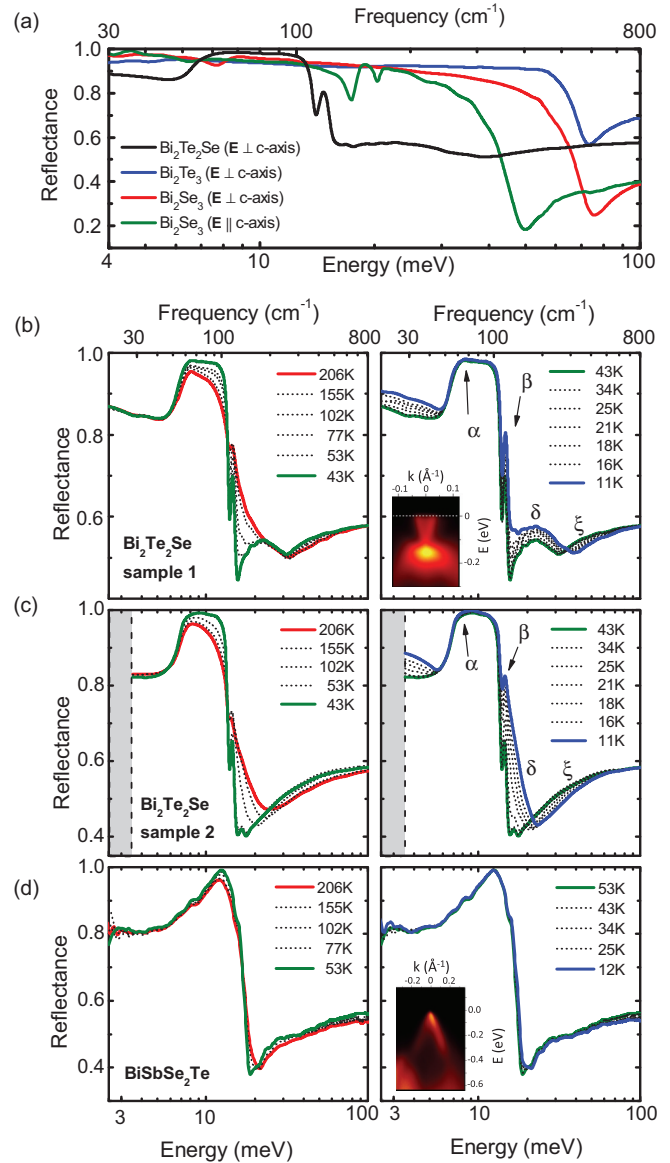 (a)
Frequency (cm⁻¹)
30 100 800
1.0
0.8
0.6
0.4
0.2
Reflectance
Bi₂Te₂Se (E ⊥ c-axis)
Bi₂Te₃ (E ⊥ c-axis)
Bi₂Se₃ (E ⊥ c-axis)
Bi₂Se₃ (E || c-axis)
4 10 100
Energy (meV)
(b)
Frequency (cm⁻¹) Frequency (cm⁻¹)
30 100 800 20 30 100 800
1.0
0.8
0.6
Reflectance
206K
155K
102K
77K
53K
43K
Bi₂Te₂Se
sample 1
43K
34K
25K
21K
18K
16K
11K
α
β
δ
ξ
k (Å⁻¹)
-0.1 0 0.1
0
-0.2
E (eV)
(c)
1.0
0.8
0.6
0.4
Reflectance
206K
155K
102K
53K
43K
Bi₂Te₂Se
sample 2
43K
34K
25K
21K
18K
16K
11K
α
β
δ
ξ
(d)
1.0
0.8
0.6
0.4
Reflectance
206K
155K
102K
77K
53K
BiSbSe₂Te
53K
43K
34K
25K
12K
k (Å⁻¹)
-0.2 0 0.2
0.0
-0.2
-0.4
-0.6
E (eV)
3 10 100 3 10 100
Energy (meV) Energy (meV)